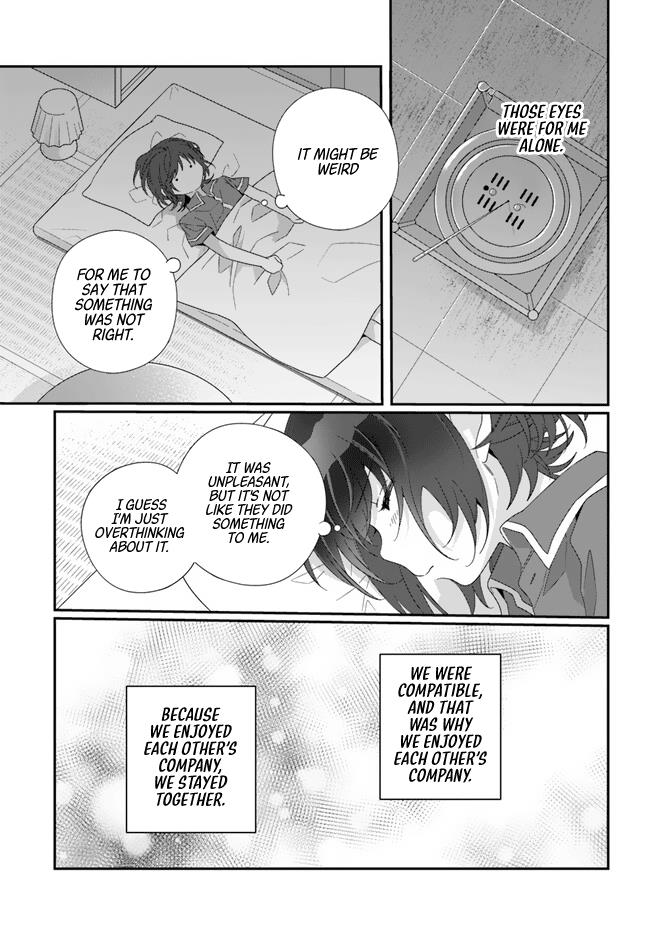 THOSE EYES
WERE FOR ME
ALONE.
IT MIGHT BE
WEIRD
FOR ME TO
SAY THAT
SOMETHING
WAS NOT
RIGHT.
IT WAS
UNPLEASANT,
BUT IT'S NOT
LIKE THEY DID
SOMETHING
TO ME.
I GUESS
I'M JUST
OVERTHINKING
ABOUT IT.
WE WERE
COMPATIBLE,
AND THAT
WAS WHY
WE ENJOYED
EACH OTHER'S
COMPANY.
BECAUSE
WE ENJOYED
EACH OTHER'S
COMPANY,
WE STAYED
TOGETHER.